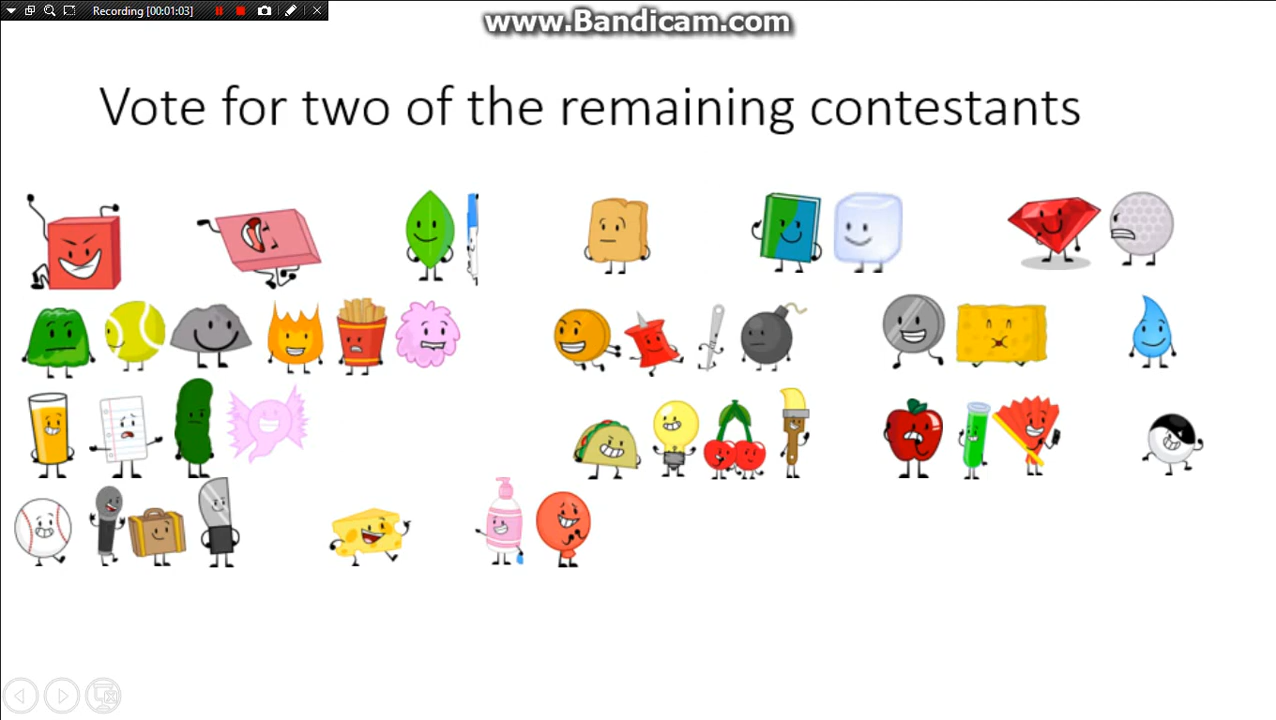 Recording [00:01:03]
www.Bandicam.com
Vote for two of the remaining contestants